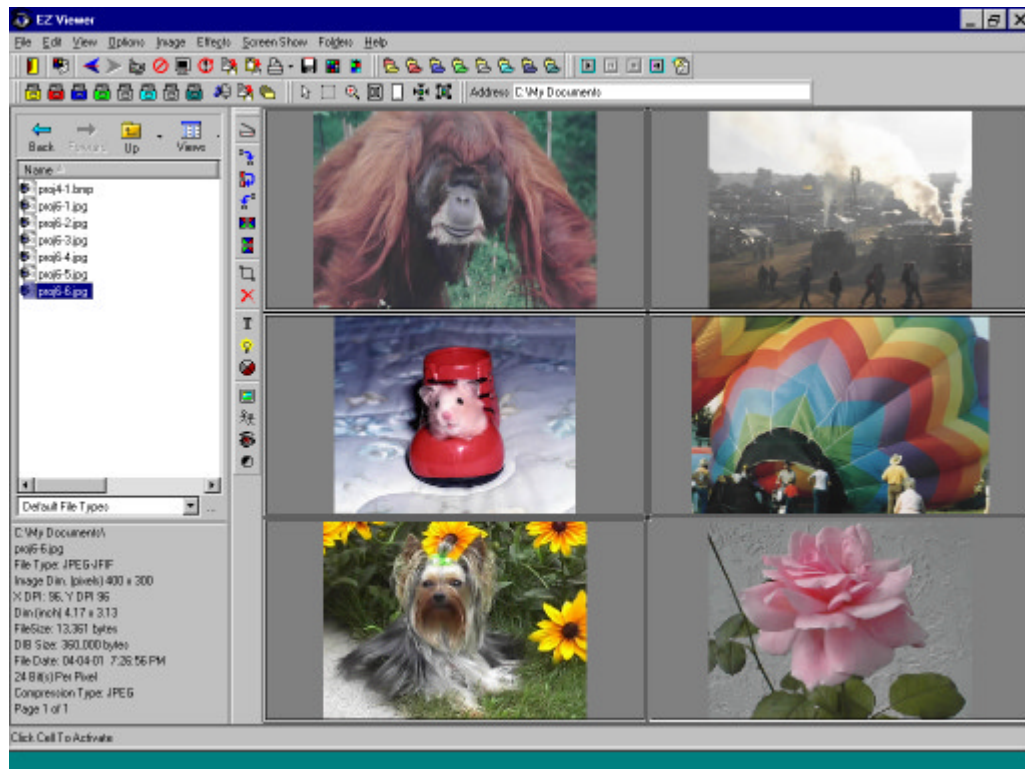 EZ Viewer
File Edit View Options Image Effects Screen Show Folders Help
Address C:\My Documents
Back Forward Up Views
Name
proj4-1.bmp
proj6-1.jpg
proj6-2.jpg
proj6-3.jpg
proj6-4.jpg
proj6-5.jpg
proj6-6.jpg
Default File Types ...
C:\My Documents\
proj6-6.jpg
File Type: JPEG-JFIF
Image Dim. (pixels) 400 x 300
X DPI: 96, Y DPI 96
Dim (inch) 4.17 x 3.13
FileSize: 13,361 bytes
DIB Size: 360,000 bytes
File Date: 04-04-01 7:26:56 PM
24 Bit(s) Per Pixel
Compression Type: JPEG
Page 1 of 1
Click Cell To Activate